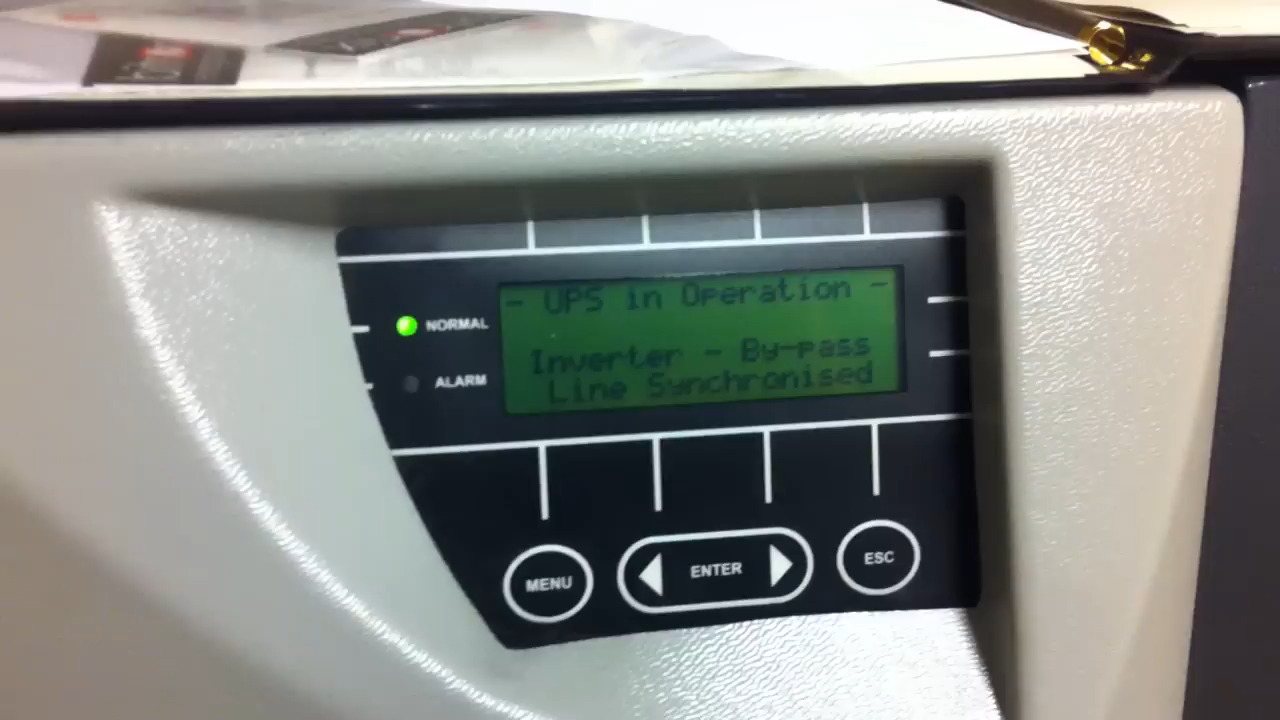 - UPS in Operation -
NORMAL
Inverter - By-pass
ALARM
Line Synchronised
MENU
ENTER
ESC